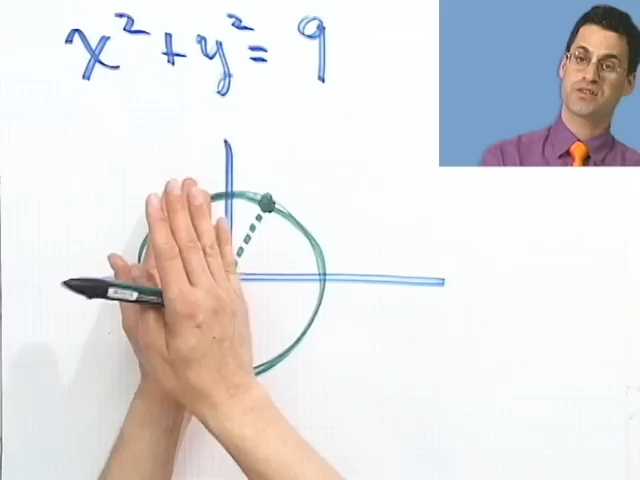 x² + y² = 9